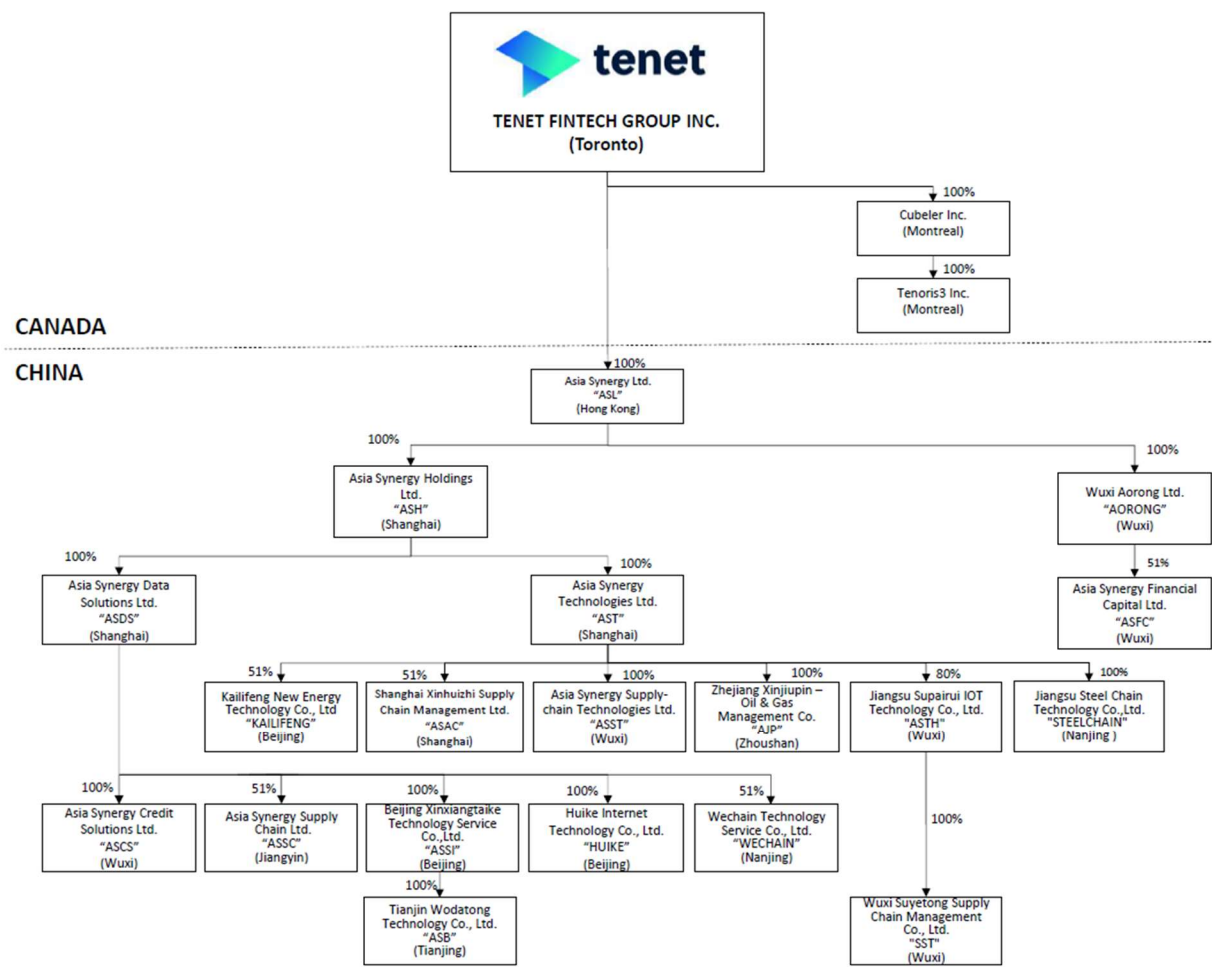 tenet
TENET FINTECH GROUP INC.
(Toronto)
100%
Cubeler Inc.
(Montreal)
100%
Tenoris3 Inc.
(Montreal)
CANADA
CHINA
100%
Asia Synergy Ltd.
“ASL”
(Hong Kong)
100%
Asia Synergy Holdings
Ltd.
“ASH”
(Shanghai)
100%
Wuxi Aorong Ltd.
“AORONG”
(Wuxi)
100%
Asia Synergy Data
Solutions Ltd.
“ASDS”
(Shanghai)
100%
Asia Synergy
Technologies Ltd.
“AST”
(Shanghai)
51%
Asia Synergy Financial
Capital Ltd.
“ASFC”
(Wuxi)
51%
Kailifeng New Energy
Technology Co., Ltd
“KAILIFENG”
(Beijing)
51%
Shanghai Xinhuizhi Supply
Chain Management Ltd.
“ASAC”
(Shanghai)
100%
Asia Synergy Supply-
chain Technologies Ltd.
“ASST”
(Wuxi)
100%
Zhejiang Xinjiupin –
Oil & Gas
Management Co.
“AJP”
(Zhoushan)
80%
Jiangsu Supairui IOT
Technology Co., Ltd.
"ASTH"
(Wuxi)
100%
Jiangsu Steel Chain
Technology Co.,Ltd.
"STEELCHAIN"
(Nanjing )
100%
Asia Synergy Credit
Solutions Ltd.
“ASCS”
(Wuxi)
51%
Asia Synergy Supply
Chain Ltd.
“ASSC”
(Jiangyin)
100%
Beijing Xinxiangtaike
Technology Service
Co.,Ltd.
“ASSI”
(Beijing)
100%
Huike Internet
Technology Co., Ltd.
“HUIKE”
(Beijing)
51%
Wechain Technology
Service Co., Ltd.
“WECHAIN”
(Nanjing)
100%
Tianjin Wodatong
Technology Co., Ltd.
“ASB”
(Tianjing)
100%
Wuxi Suyetong Supply
Chain Management
Co., Ltd.
"SST"
(Wuxi)